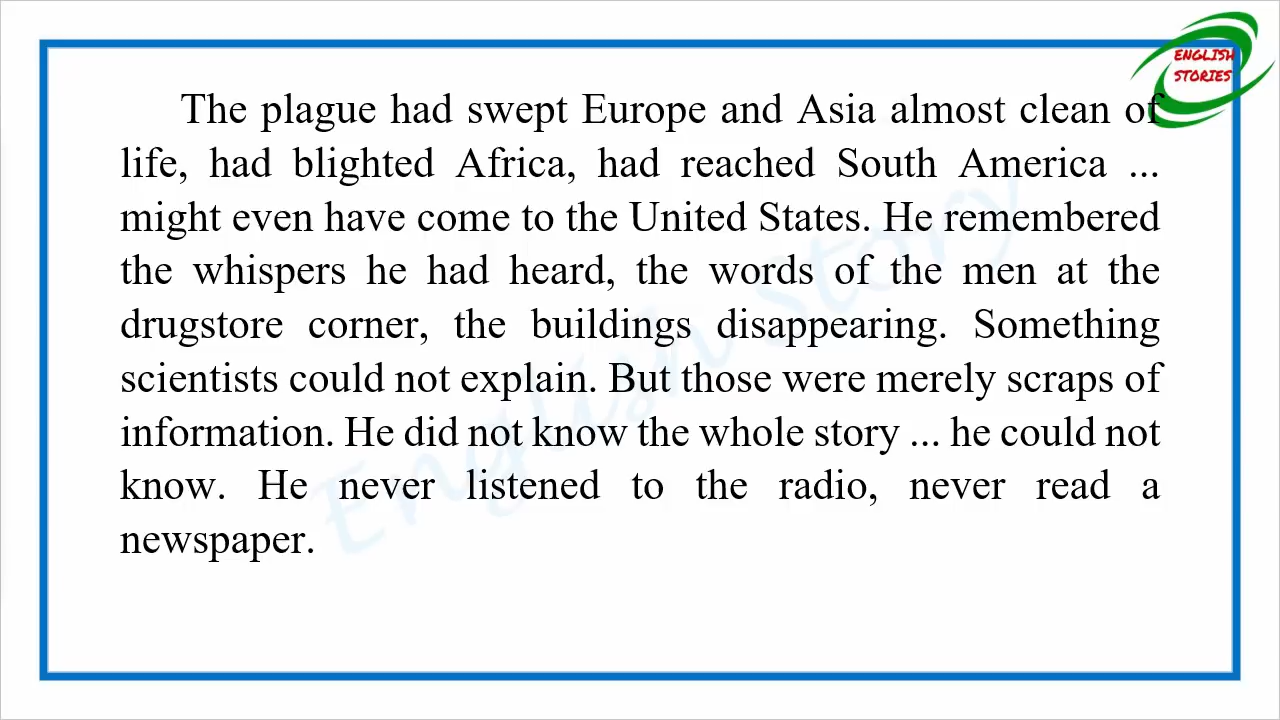 ENGLISH
STORIES
The plague had swept Europe and Asia almost clean of
life, had blighted Africa, had reached South America ...
might even have come to the United States. He remembered
the whispers he had heard, the words of the men at the
drugstore corner, the buildings disappearing. Something
scientists could not explain. But those were merely scraps of
information. He did not know the whole story ... he could not
know. He never listened to the radio, never read a
newspaper.
English Story